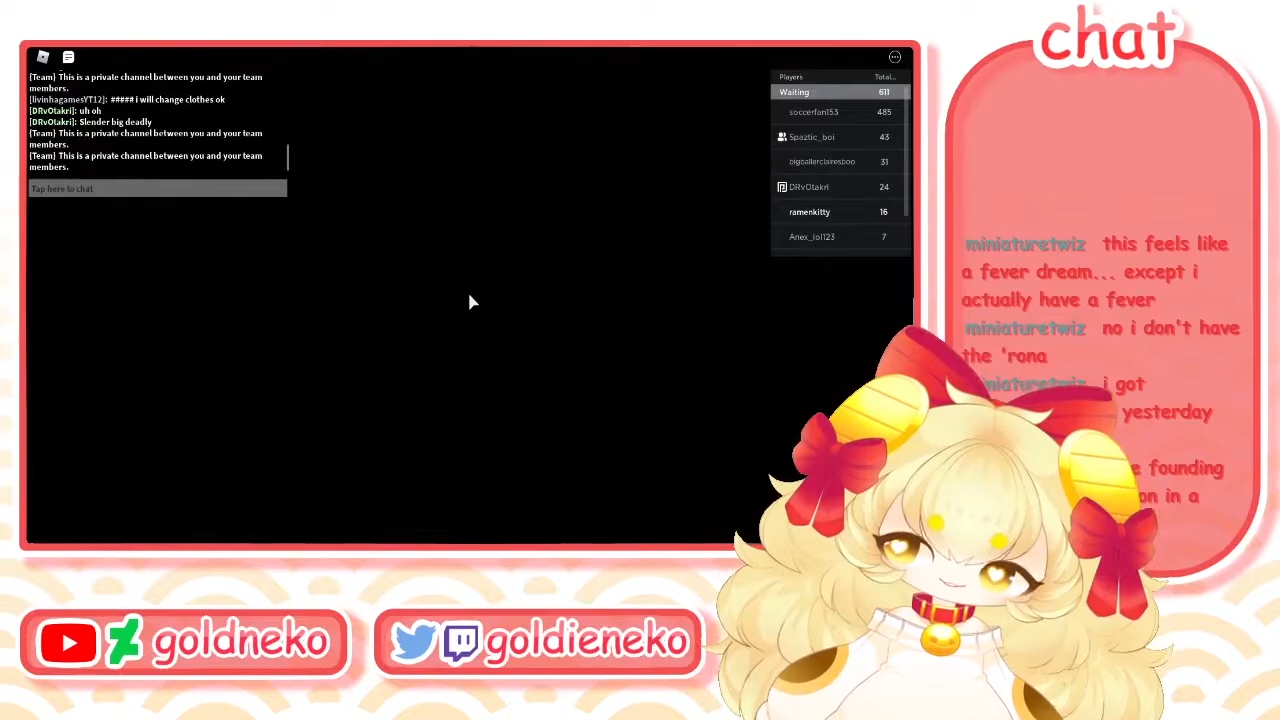 chat
{Team} This is a private channel between you and your team
members.
[livinhagamesYT12]: ##### i will change clothes ok
[DRvOtakri]: uh oh
[DRvOtakri]: Slender big deadly
{Team} This is a private channel between you and your team
members.
{Team} This is a private channel between you and your team
members.
Tap here to chat
Players Total...
Waiting 611
soccerfan153 485
Spaztic_boi 43
bigballerclairesboo 31
DRvOtakri 24
ramenkitty 16
Anex_lol123 7
miniaturetwiz this feels like
a fever dream... except i
actually have a fever
miniaturetwiz no i don't have
the 'rona
miniaturetwiz i got
yesterday
founding
on in a
goldneko
goldieneko